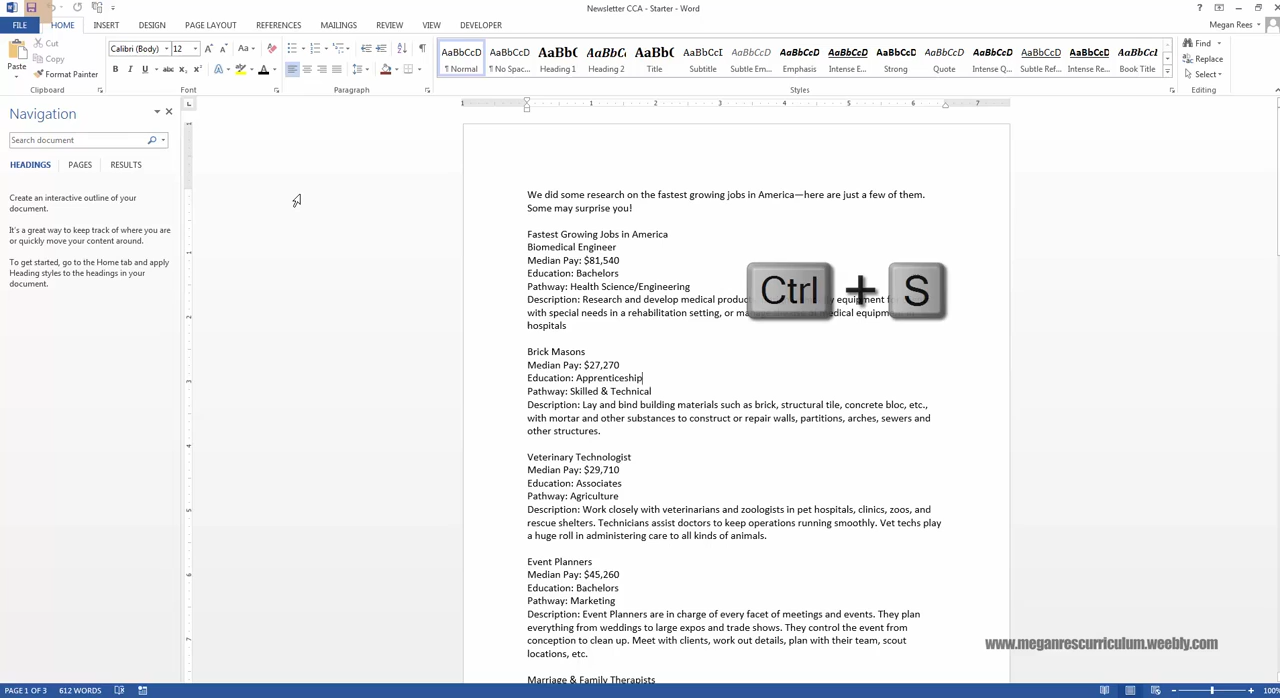 Newsletter CCA - Starter - Word
FILE HOME INSERT DESIGN PAGE LAYOUT REFERENCES MAILINGS REVIEW VIEW DEVELOPER
Megan Rees
Paste
Cut
Copy
Format Painter
Clipboard
Calibri (Body) 12
Font
Paragraph
AaBbCcD AaBbCcD AaBb( AaBbCc AaBb( AaBbCcD AaBbCcD AaBbCcD AaBbCcD AaBbCcD AaBbCcD AaBbCcD AaBbCcD AaBbCcD AaBbCcD
¶ Normal ¶ No Spac... Heading 1 Heading 2 Title Subtitle Subtle Em... Emphasis Intense E... Strong Quote Intense Q... Subtle Ref... Intense Re... Book Title
Styles
Find
Replace
Select
Editing
Navigation
Search document
HEADINGS PAGES RESULTS
Create an interactive outline of your
document.
It's a great way to keep track of where you are
or quickly move your content around.
To get started, go to the Home tab and apply
Heading styles to the headings in your
document.
We did some research on the fastest growing jobs in America—here are just a few of them.
Some may surprise you!
Fastest Growing Jobs in America
Biomedical Engineer
Median Pay: $81,540
Education: Bachelors
Pathway: Health Science/Engineering
Description: Research and develop medical produc equipment f
with special needs in a rehabilitation setting, or ma medical equipm
hospitals
Ctrl + S
Brick Masons
Median Pay: $27,270
Education: Apprenticeship
Pathway: Skilled & Technical
Description: Lay and bind building materials such as brick, structural tile, concrete bloc, etc.,
with mortar and other substances to construct or repair walls, partitions, arches, sewers and
other structures.
Veterinary Technologist
Median Pay: $29,710
Education: Associates
Pathway: Agriculture
Description: Work closely with veterinarians and zoologists in pet hospitals, clinics, zoos, and
rescue shelters. Technicians assist doctors to keep operations running smoothly. Vet techs play
a huge roll in administering care to all kinds of animals.
Event Planners
Median Pay: $45,260
Education: Bachelors
Pathway: Marketing
Description: Event Planners are in charge of every facet of meetings and events. They plan
everything from weddings to large expos and trade shows. They control the event from
conception to clean up. Meet with clients, work out details, plan with their team, scout
locations, etc.
Marriage & Family Therapists
www.meganrescurriculum.weebly.com
PAGE 1 OF 3 612 WORDS
100%